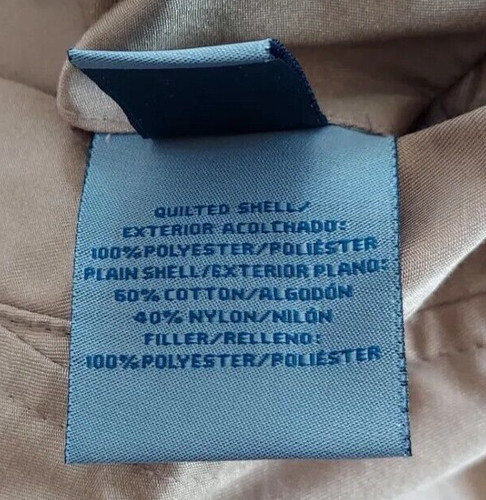 QUILTED SHELL/
EXTERIOR ACOLCHADO:
100% POLYESTER/POLIÉSTER
PLAIN SHELL/EXTERIOR PLANO:
60% COTTON/ALGODÓN
40% NYLON/NILÓN
FILLER/RELLENO:
100% POLYESTER/POLIÉSTER